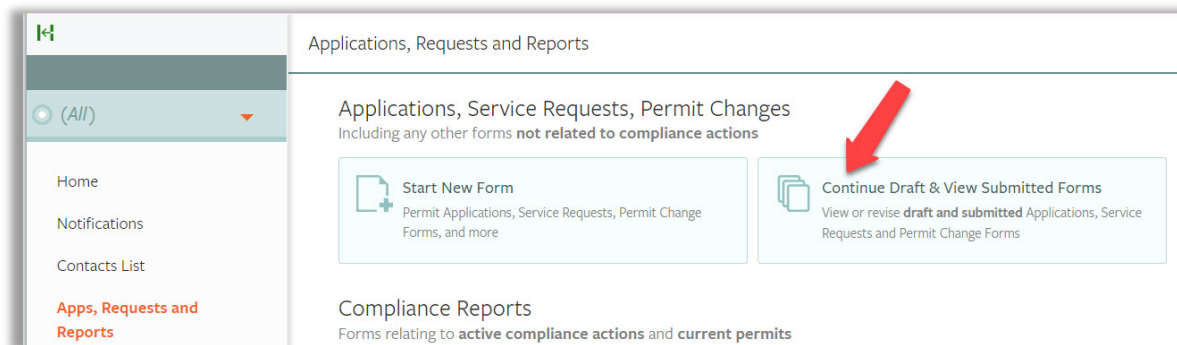 Applications, Requests and Reports
(All)
Home
Notifications
Contacts List
Apps, Requests and
Reports
Applications, Service Requests, Permit Changes
Including any other forms not related to compliance actions
Start New Form
Permit Applications, Service Requests, Permit Change
Forms, and more
Continue Draft & View Submitted Forms
View or revise draft and submitted Applications, Service
Requests and Permit Change Forms
Compliance Reports
Forms relating to active compliance actions and current permits